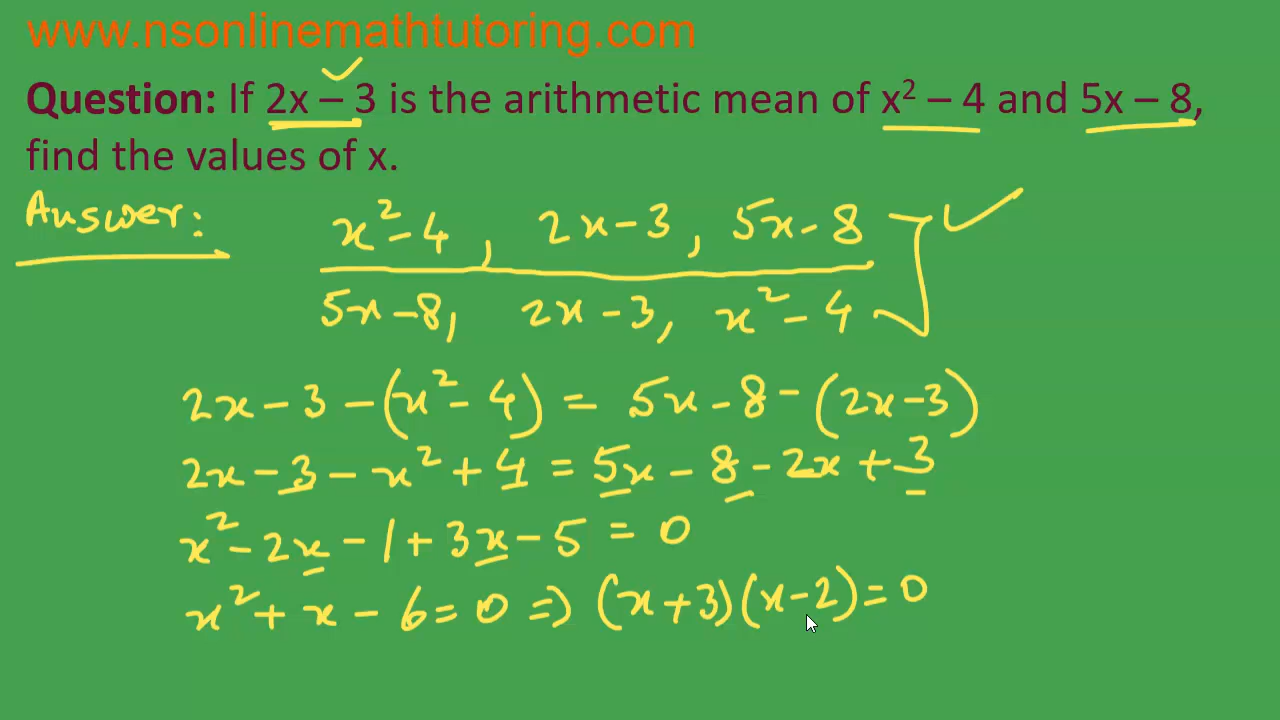 www.nsonlinemathtutoring.com
Question: If 2x – 3 is the arithmetic mean of x² – 4 and 5x – 8,
find the values of x.
Answer:
x² - 4 , 2x - 3 , 5x - 8
5x - 8, 2x - 3, x² - 4
2x - 3 - (x² - 4) = 5x - 8 - (2x - 3)
2x - 3 - x² + 4 = 5x - 8 - 2x + 3
x² - 2x - 1 + 3x - 5 = 0
x² + x - 6 = 0 ⇒ (x + 3)(x - 2) = 0